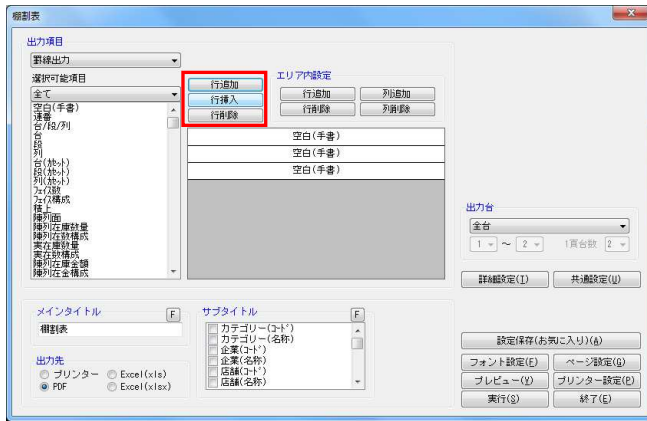 棚割表
出力項目
罫線出力
選択可能項目
全て
空白(手書)
連番
台/段/列
台
段
列
台(ｶｾｯﾄ)
段(ｶｾｯﾄ)
列(ｶｾｯﾄ)
ﾌｪｲｽ数
ﾌｪｲｽ構成
積上
陳列面
陳列在庫数量
陳列在数構成
実在庫数量
実在数構成
陳列在庫金額
陳列在金構成
行追加
行挿入
行削除
エリア内設定
行追加
列追加
行削除
列削除
空白(手書)
空白(手書)
空白(手書)
出力台
全台
1 ～ 2 1頁台数 2
詳細設定(I) 共通設定(U)
メインタイトル F
棚割表
サブタイトル F
カテゴリー(ｺｰﾄﾞ)
カテゴリー(名称)
企業(ｺｰﾄﾞ)
企業(名称)
店舗(ｺｰﾄﾞ)
店舗(名称)
出力先
プリンター Excel(xls)
PDF Excel(xlsx)
設定保存(お気に入り)(A)
フォント設定(F) ページ設定(G)
プレビュー(V) プリンター設定(P)
実行(S) 終了(E)